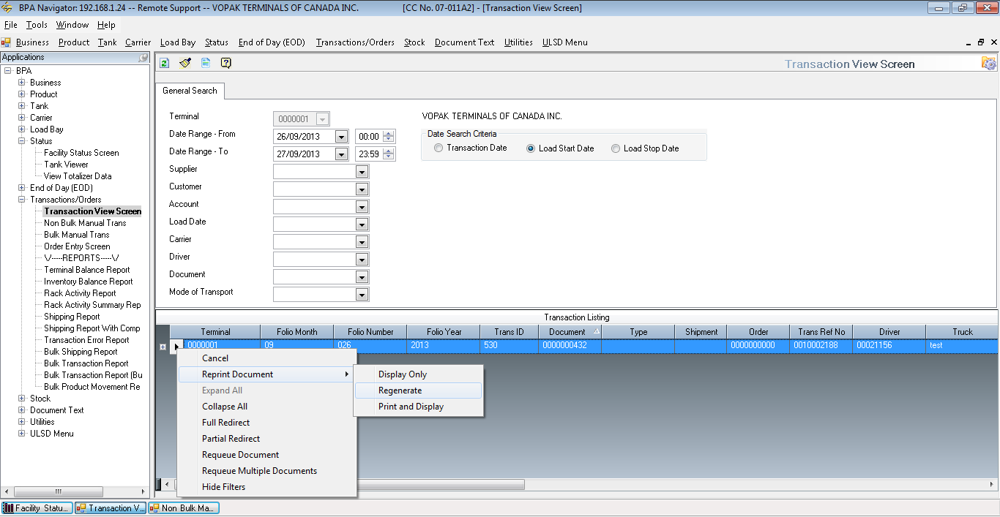 BPA Navigator: 192.168.1.24 -- Remote Support -- VOPAK TERMINALS OF CANADA INC. [CC No. 07-011A2] - [Transaction View Screen]
File Tools Window Help
Business Product Tank Carrier Load Bay Status End of Day (EOD) Transactions/Orders Stock Document Text Utilities ULSD Menu
Applications
BPA
Business
Product
Tank
Carrier
Load Bay
Status
Facility Status Screen
Tank Viewer
View Totalizer Data
End of Day (EOD)
Transactions/Orders
Transaction View Screen
Non Bulk Manual Trans
Bulk Manual Trans
Order Entry Screen
\/-----REPORTS-----\/
Terminal Balance Report
Inventory Balance Report
Rack Activity Report
Rack Activity Summary Rep
Shipping Report
Shipping Report With Comp
Transaction Error Report
Bulk Shipping Report
Bulk Transaction Report
Bulk Transaction Report (Bu
Bulk Product Movement Re
Stock
Document Text
Utilities
ULSD Menu
Transaction View Screen
General Search
Terminal 0000001 VOPAK TERMINALS OF CANADA INC.
Date Range - From 26/09/2013 00:00
Date Range - To 27/09/2013 23:59
Date Search Criteria
Transaction Date Load Start Date Load Stop Date
Supplier
Customer
Account
Load Date
Carrier
Driver
Document
Mode of Transport
Transaction Listing
Terminal Folio Month Folio Number Folio Year Trans ID Document Type Shipment Order Trans Ref No Driver Truck
0000001 09 026 2013 530 0000000432 0000000000 0010002188 00021156 test
Cancel
Reprint Document
Expand All
Collapse All
Full Redirect
Partial Redirect
Requeue Document
Requeue Multiple Documents
Hide Filters
Display Only
Regenerate
Print and Display
Facility Statu... Transaction V... Non Bulk Ma...